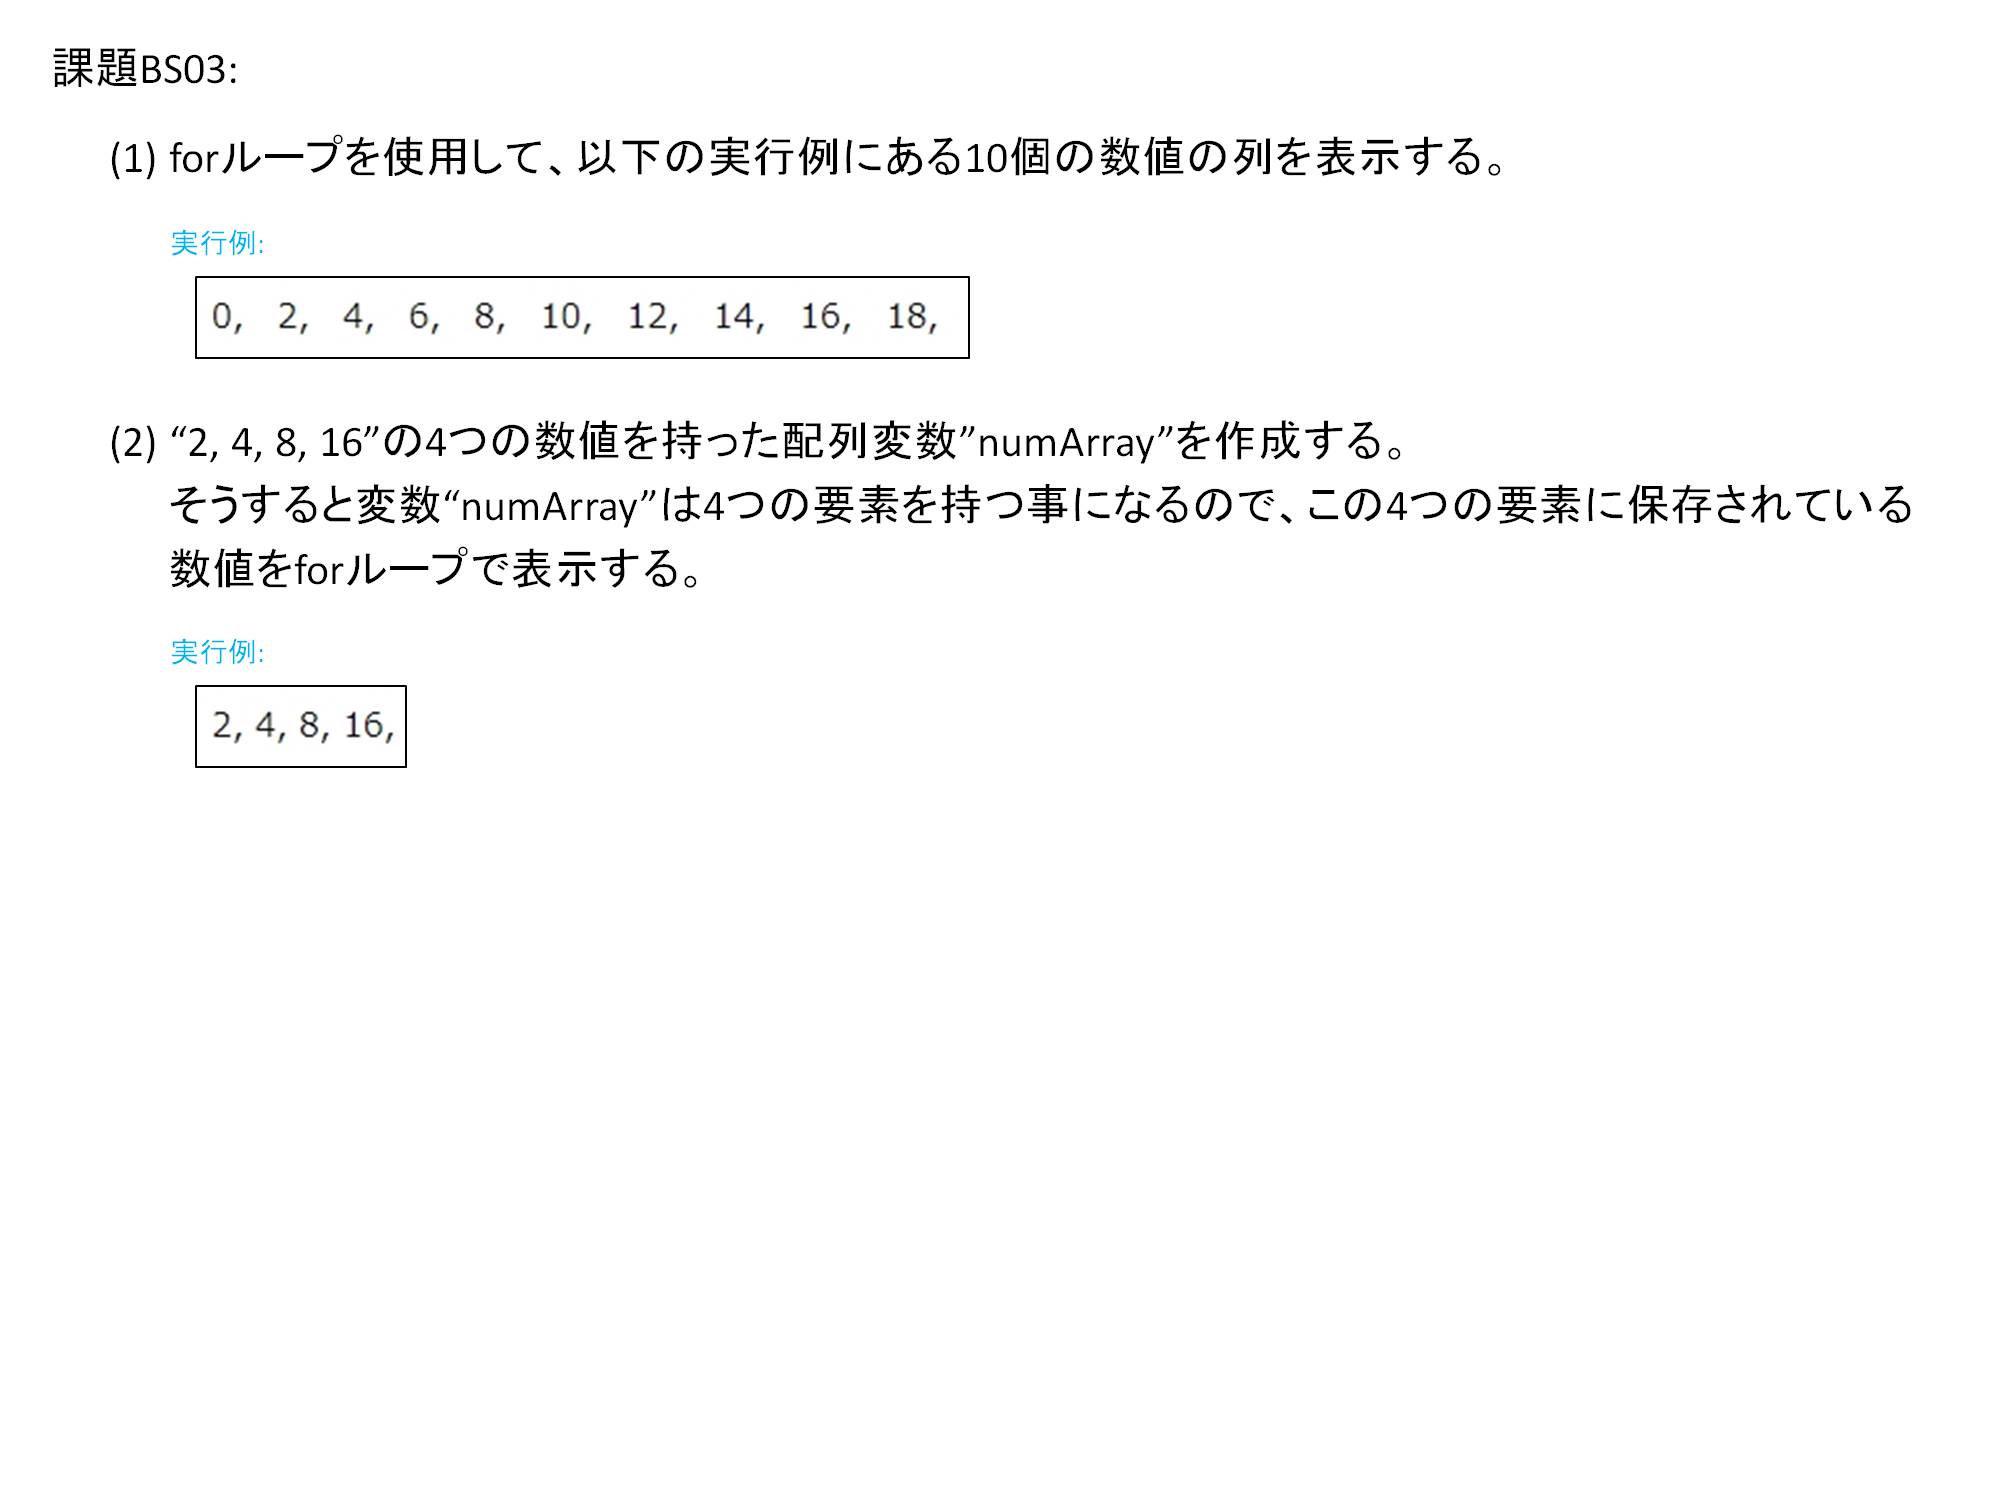 課題BS03:
(1) forループを使用して、以下の実行例にある10個の数値の列を表示する。
実行例:
0, 2, 4, 6, 8, 10, 12, 14, 16, 18,
(2) “2, 4, 8, 16”の4つの数値を持った配列変数”numArray”を作成する。
そうすると変数“numArray”は4つの要素を持つ事になるので、この4つの要素に保存されている
数値をforループで表示する。
実行例:
2, 4, 8, 16,